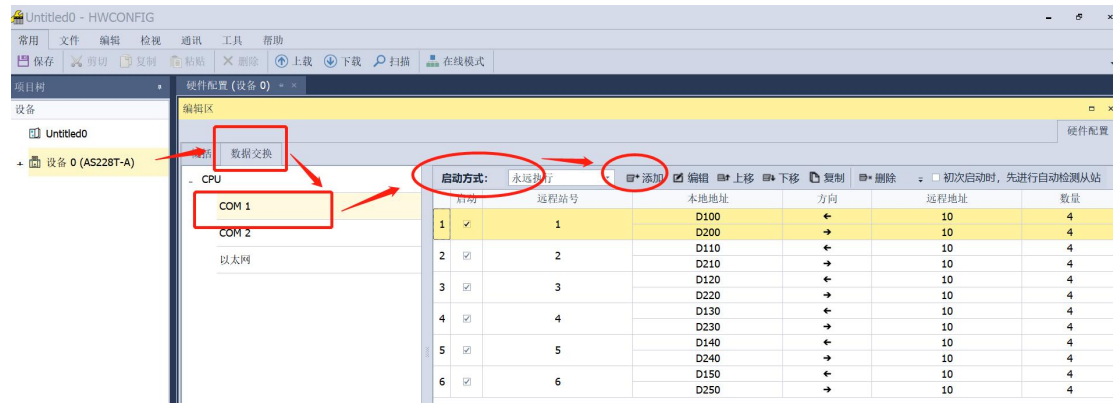 Untitled0 - HWCONFIG
常用 文件 编辑 检视 通讯 工具 帮助
保存 剪切 复制 粘贴 删除 上载 下载 扫描 在线模式
项目树 硬件配置 (设备 0)
设备 编辑区
Untitled0 硬件配置
设备 0 (AS228T-A) 数据交换
CPU 启动方式: 永远执行 添加 编辑 上移 下移 复制 删除 初次启动时，先进行自动检测从站
COM 1 启动 远程站号 本地地址 方向 远程地址 数量
COM 2
以太网
1 1 D100 ← 10 4
D200 → 10 4
2 2 D110 ← 10 4
D210 → 10 4
3 3 D120 ← 10 4
D220 → 10 4
4 4 D130 ← 10 4
D230 → 10 4
5 5 D140 ← 10 4
D240 → 10 4
6 6 D150 ← 10 4
D250 → 10 4